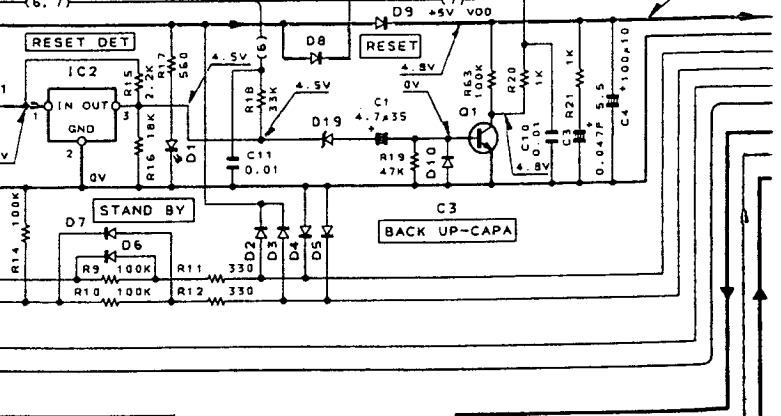 (6, 7)
(7)
D9 +5V VDD
RESET DET
R17
560
4.5V
(6)
D8
RESET
IC2
R15
2.2K
4.5V
4.8V
0V
R63
100K
R20
1K
1K
R21
+100μ10
C4
1
IN OUT
1
3
GND
2
R16 18K
D1
R18
33K
C1
4.7μ35
+
D19
Q1
C10
0.01
C3
0.047F 5.5
+
V
0V
C11
0.01
R19
47K
D10
4.8V
100K
R14
STAND BY
C3
BACK UP-CAPA
D7
D6
D2
D3
D4
D5
R9 100K R11 330
R10 100K R12 330